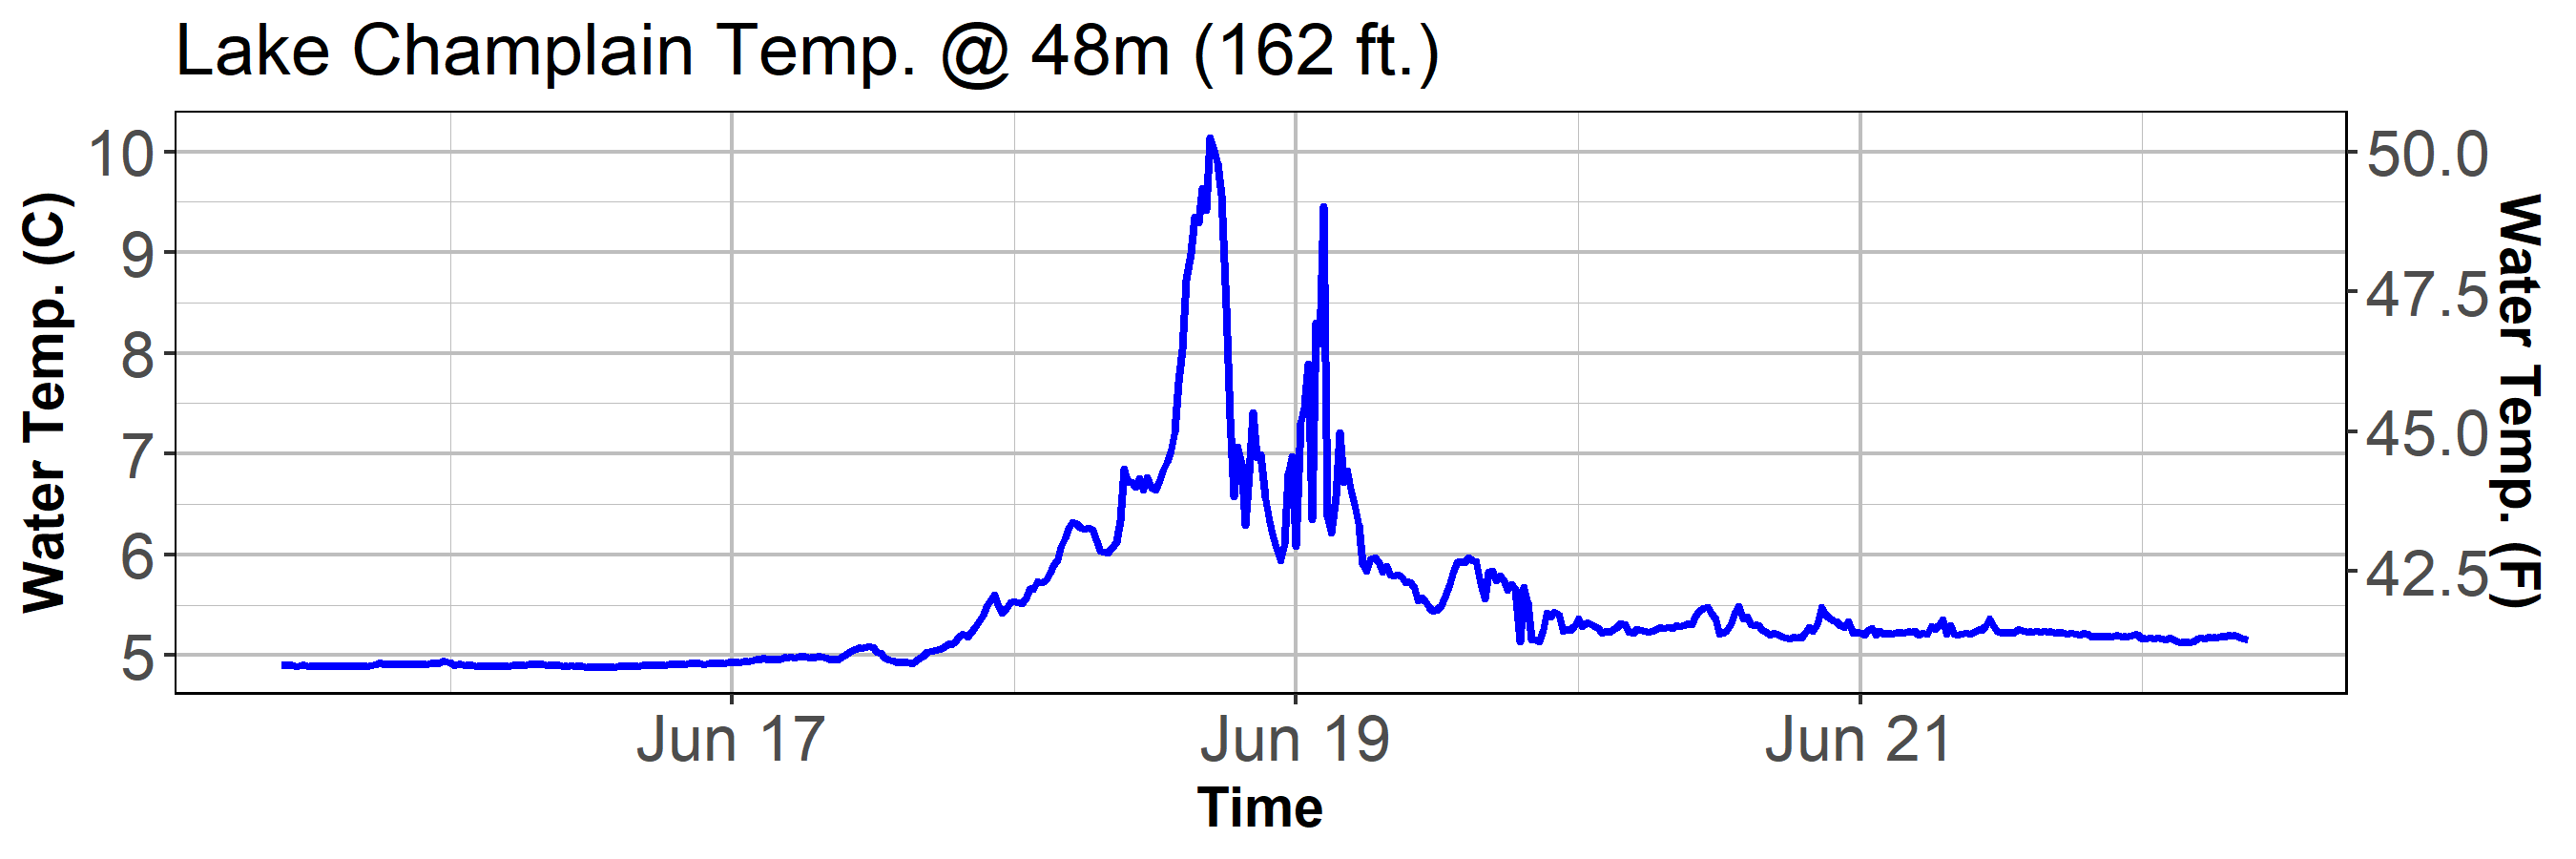 Lake Champlain Temp. @ 48m (162 ft.)
Water Temp. (C)
10
9
8
7
6
5
50.0
47.5
45.0
42.5
Water Temp. (F)
Jun 17 Jun 19 Jun 21
Time